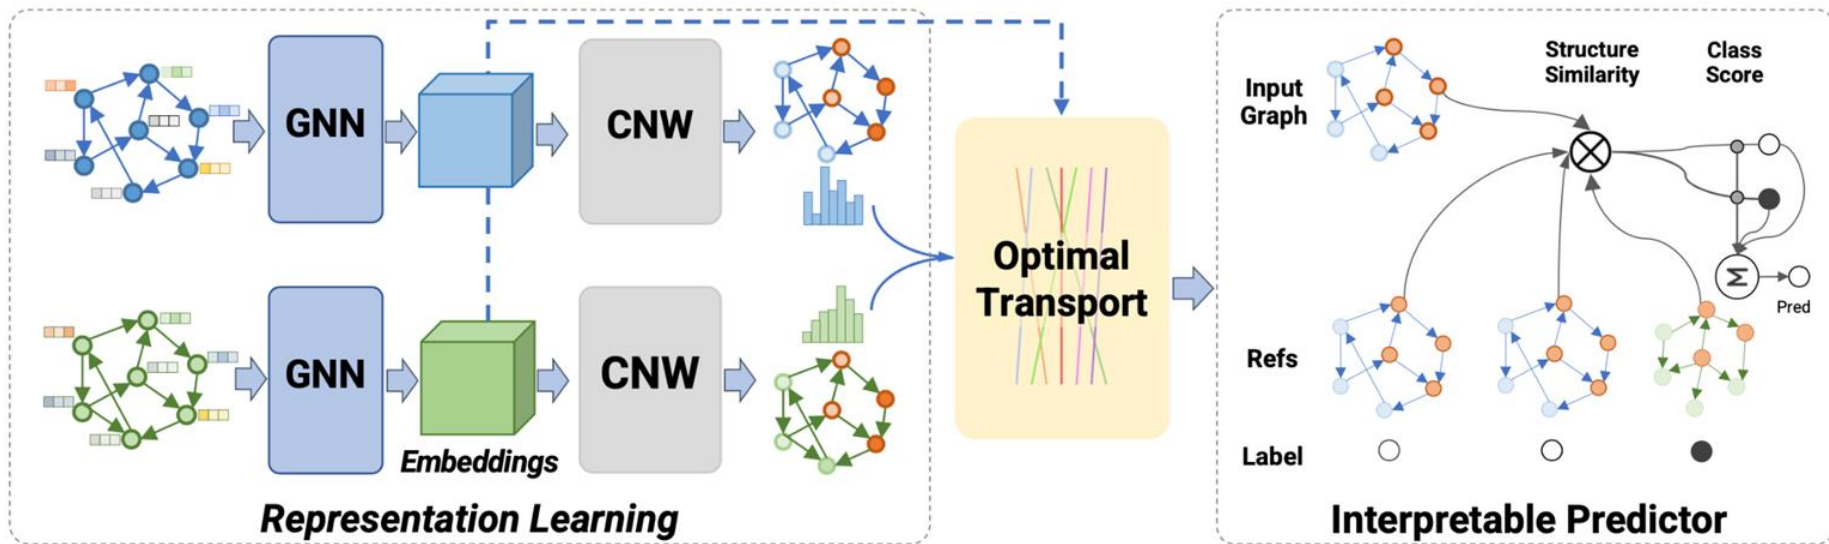 GNN
CNW
GNN
CNW
Embeddings
Representation Learning
Optimal
Transport
Input
Graph
Structure
Similarity
Class
Score
Σ
Pred
Refs
Label
Interpretable Predictor